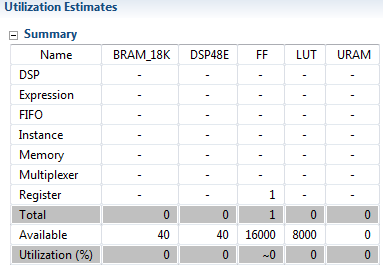 Utilization Estimates
Summary
Name BRAM_18K DSP48E FF LUT URAM
DSP - - - - -
Expression - - - - -
FIFO - - - - -
Instance - - - - -
Memory - - - - -
Multiplexer - - - - -
Register - - 1 - -
Total 0 0 1 0 0
Available 40 40 16000 8000 0
Utilization (%) 0 0 ~0 0 0